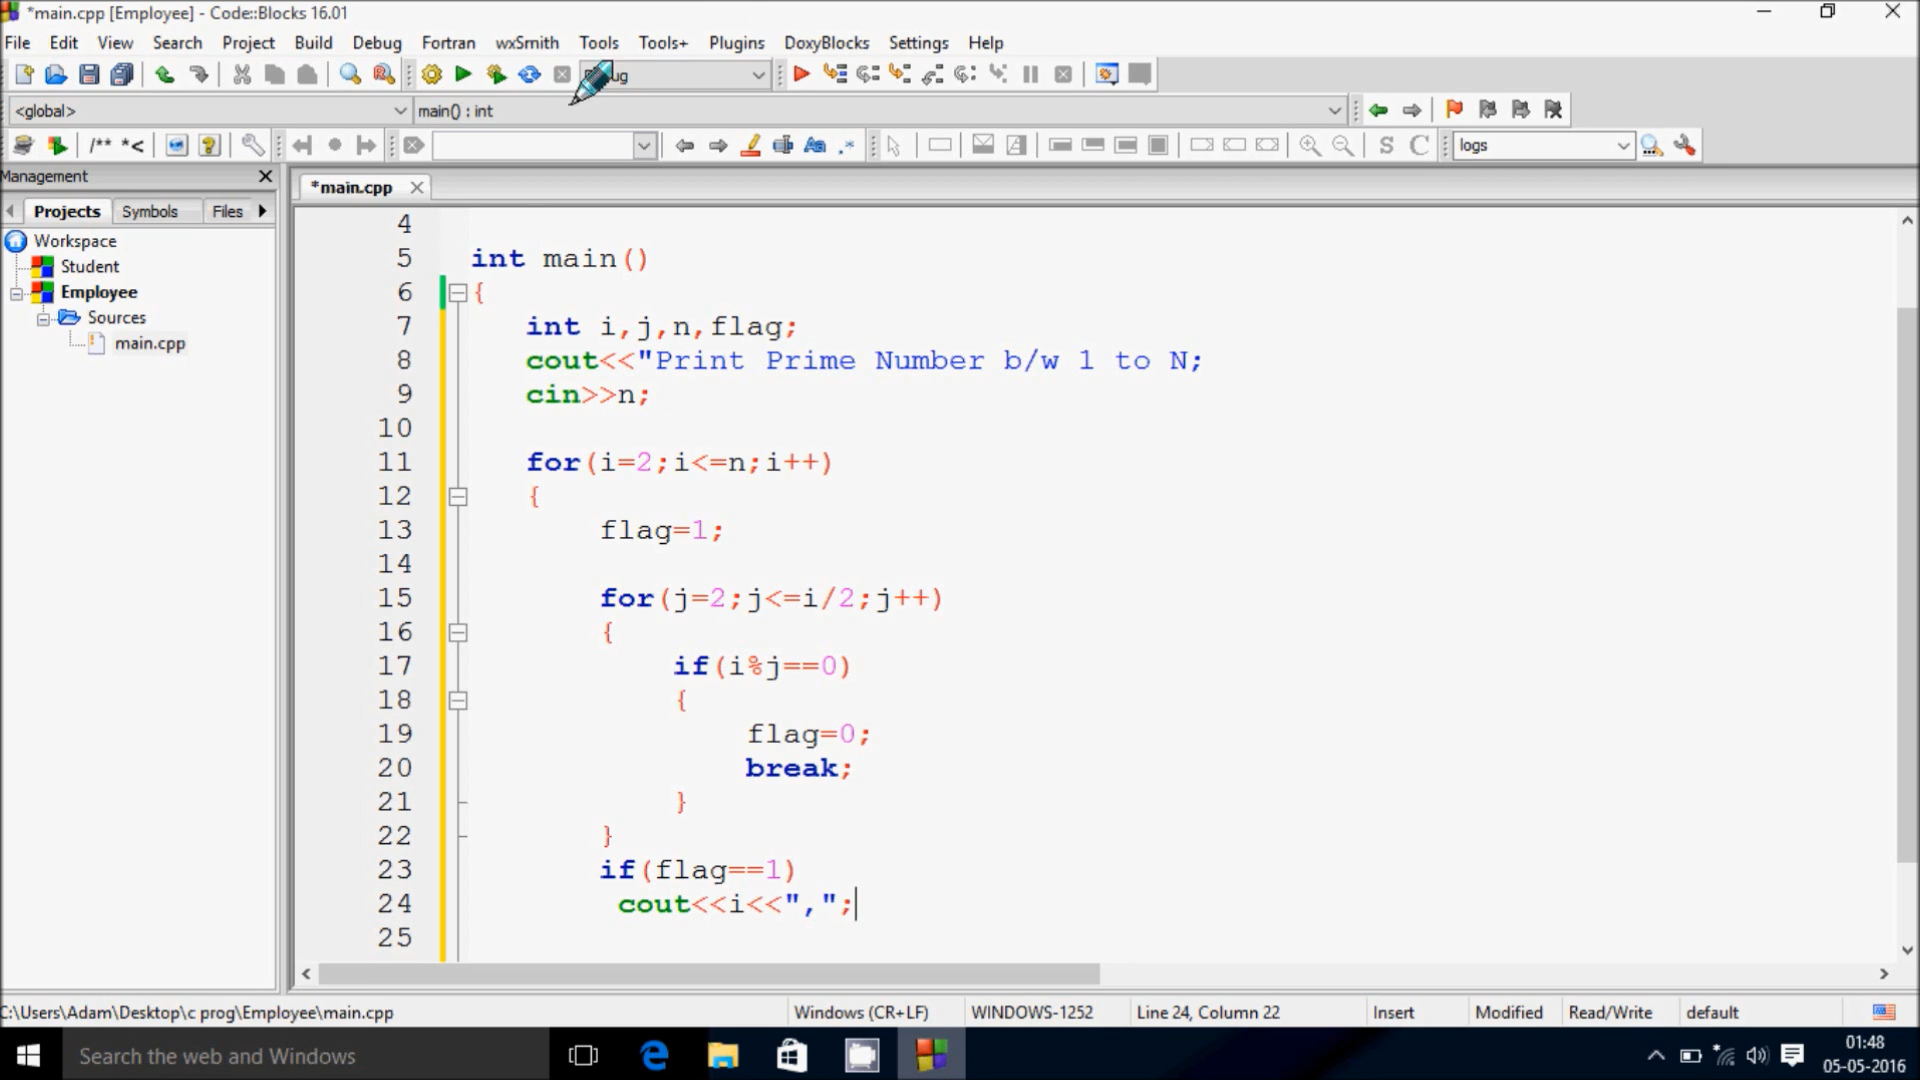 *main.cpp [Employee] - Code::Blocks 16.01
File Edit View Search Project Build Debug Fortran wxSmith Tools Tools+ Plugins DoxyBlocks Settings Help
<global> main() : int
/** *< logs
S C
Management
Projects Symbols Files
*main.cpp
Workspace
Student
Employee
Sources
main.cpp
4
5 int main()
6 {
7 int i,j,n,flag;
8 cout<<"Print Prime Number b/w 1 to N;
9 cin>>n;
10
11 for(i=2;i<=n;i++)
12 {
13 flag=1;
14
15 for(j=2;j<=i/2;j++)
16 {
17 if(i%j==0)
18 {
19 flag=0;
20 break;
21 }
22 }
23 if(flag==1)
24 cout<<i<<",";
25
C:\Users\Adam\Desktop\c prog\Employee\main.cpp Windows (CR+LF) WINDOWS-1252 Line 24, Column 22 Insert Modified Read/Write default
Search the web and Windows
01:48
05-05-2016